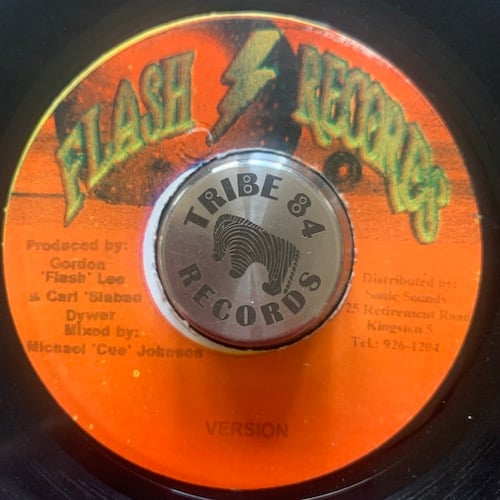 FLASH RECORDS
TRIBE 84
RECORDS
Produced by:
Gordon
'Flash' Lee
& Carl 'Slabad
Dywer
Mixed by:
Michael 'Cue' Johnson
Distributed by:
Sonic Sounds
25 Retirement Road
Kingston 5
Tel: 926-1204
VERSION